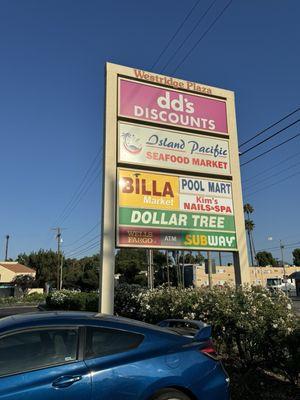 Westridge Plaza
dd's
DISCOUNTS
Island Pacific
SEAFOOD MARKET
BILLA
Market
POOL MART
Kim's
NAILS & SPA
DOLLAR TREE
WELLS
FARGO
ATM
SUBWAY